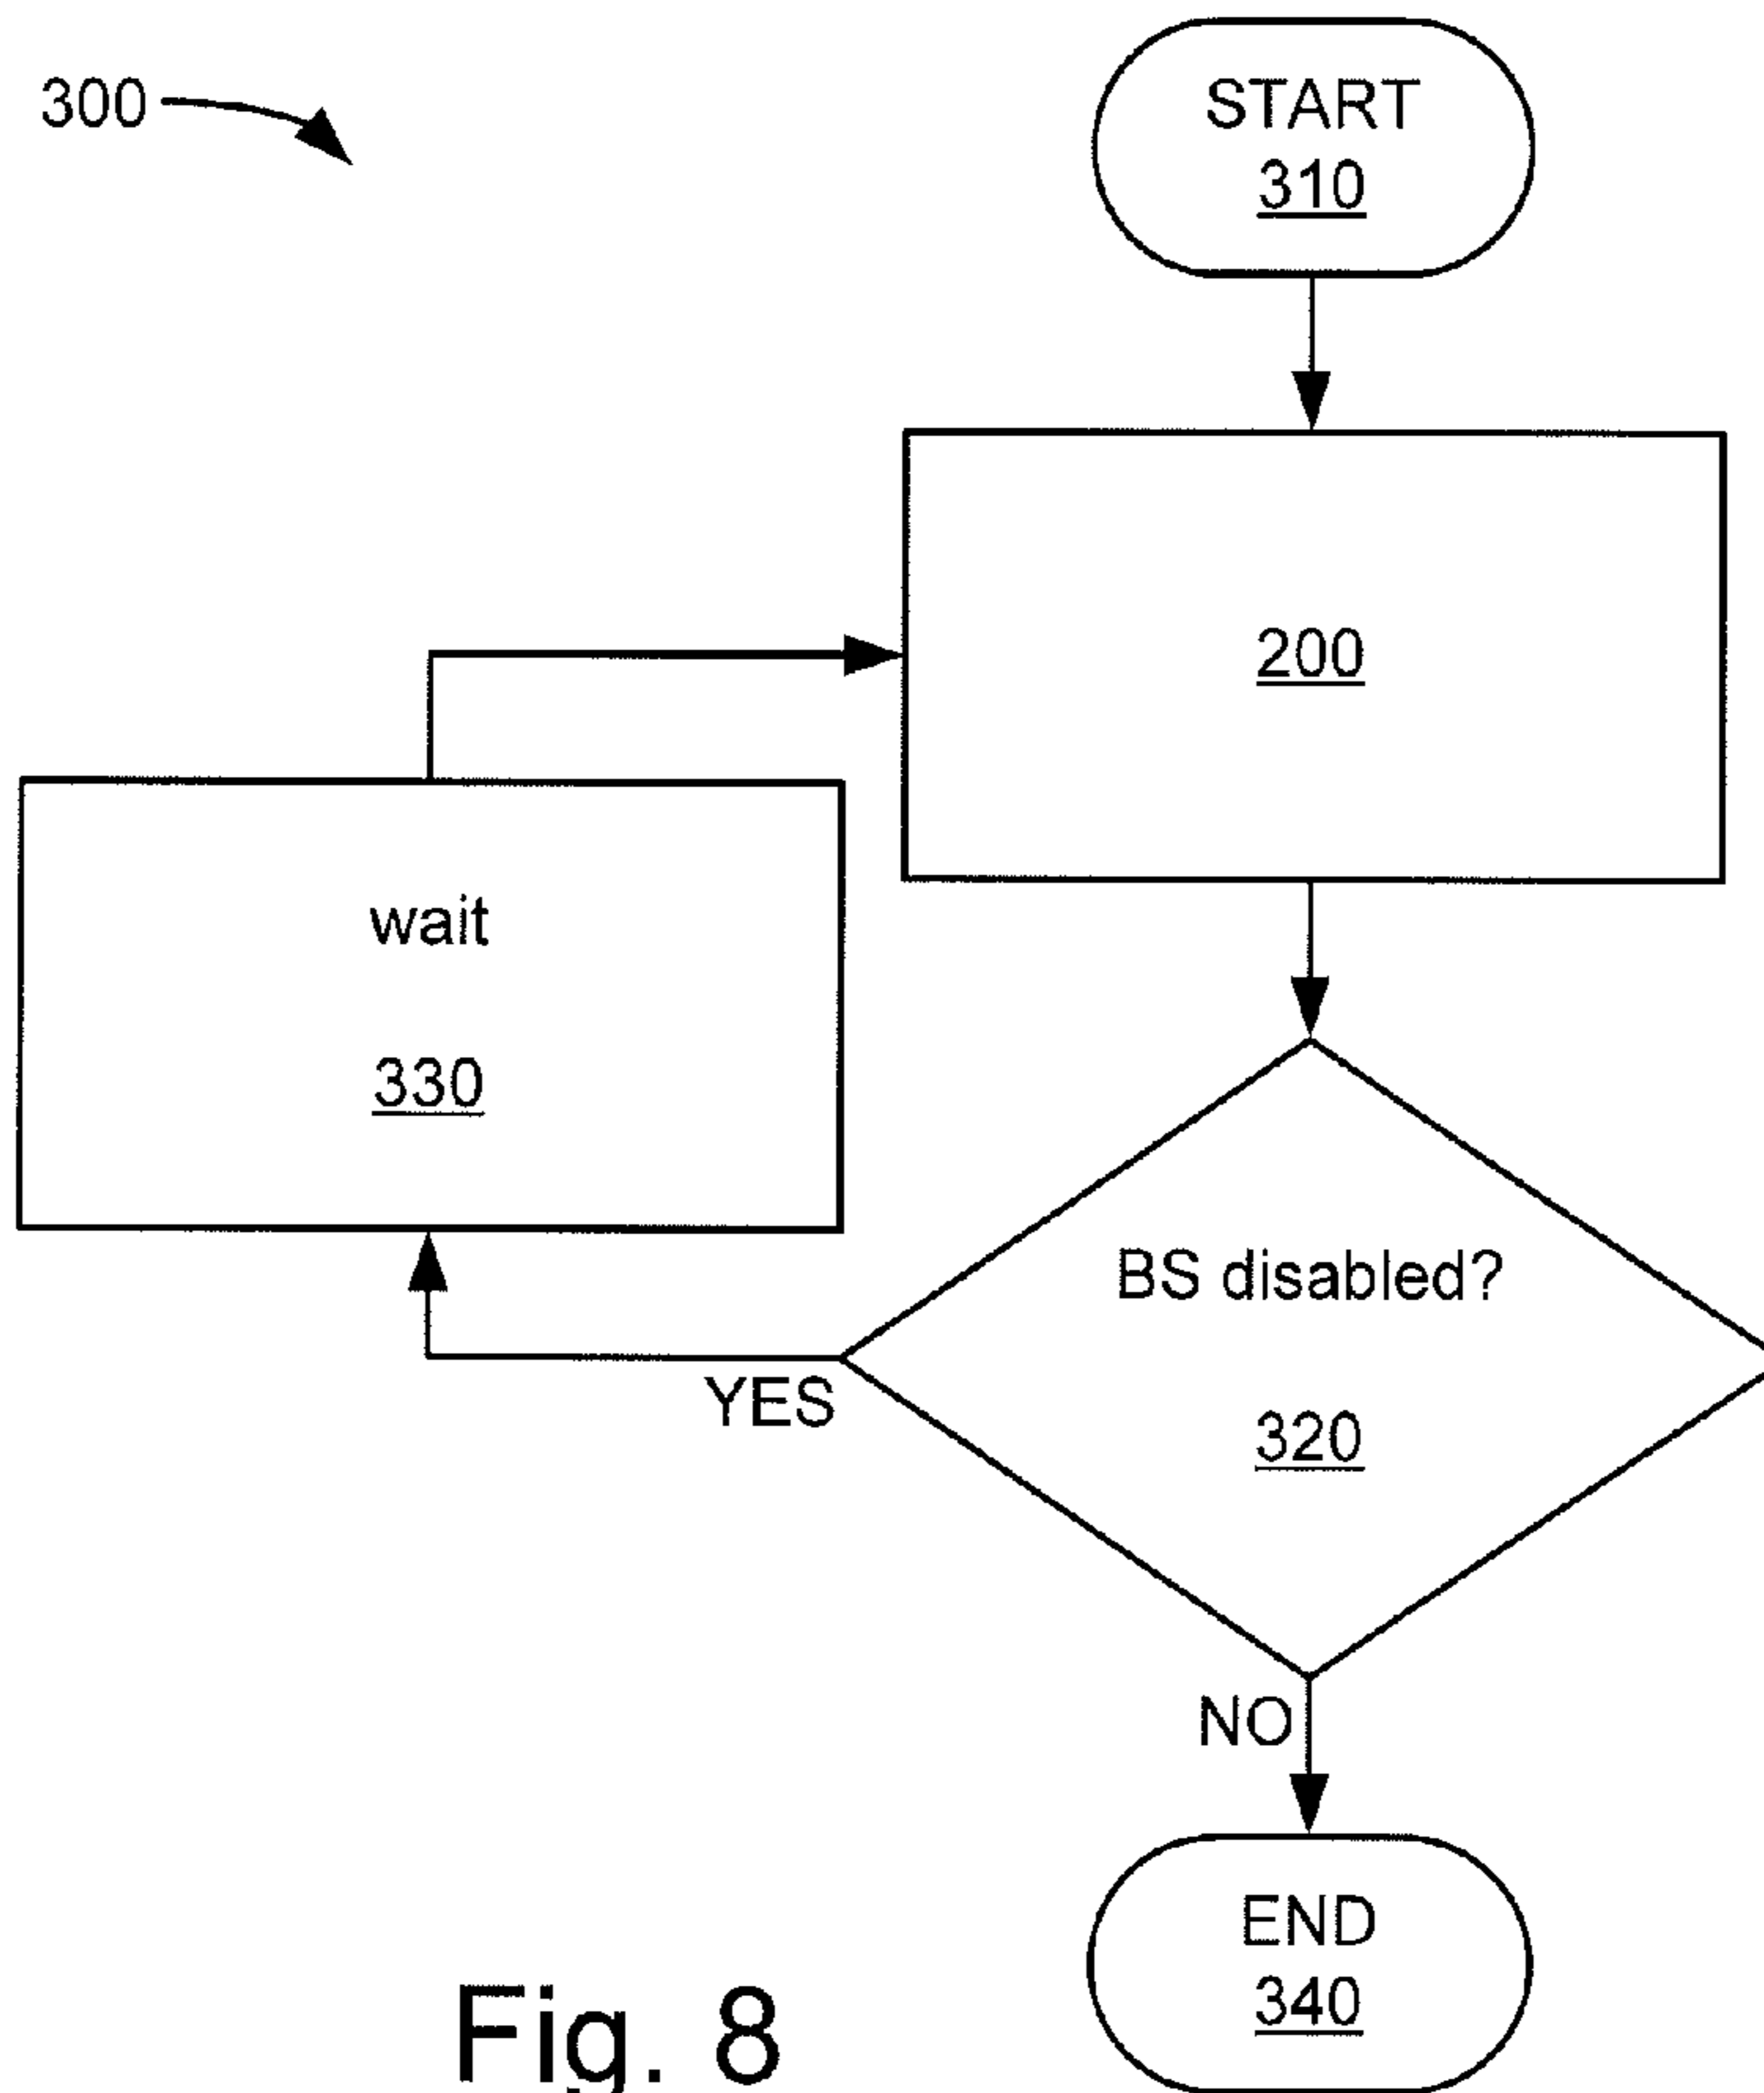 300
START
310
200
wait
330
BS disabled?
320
YES
NO
END
340
Fig. 8